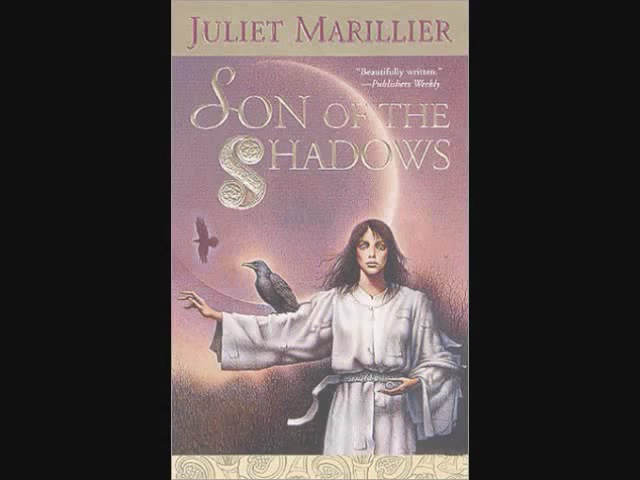 JULIET MARILLIER
"Beautifully written."
—Publishers Weekly
SON OF THE
SHADOWS